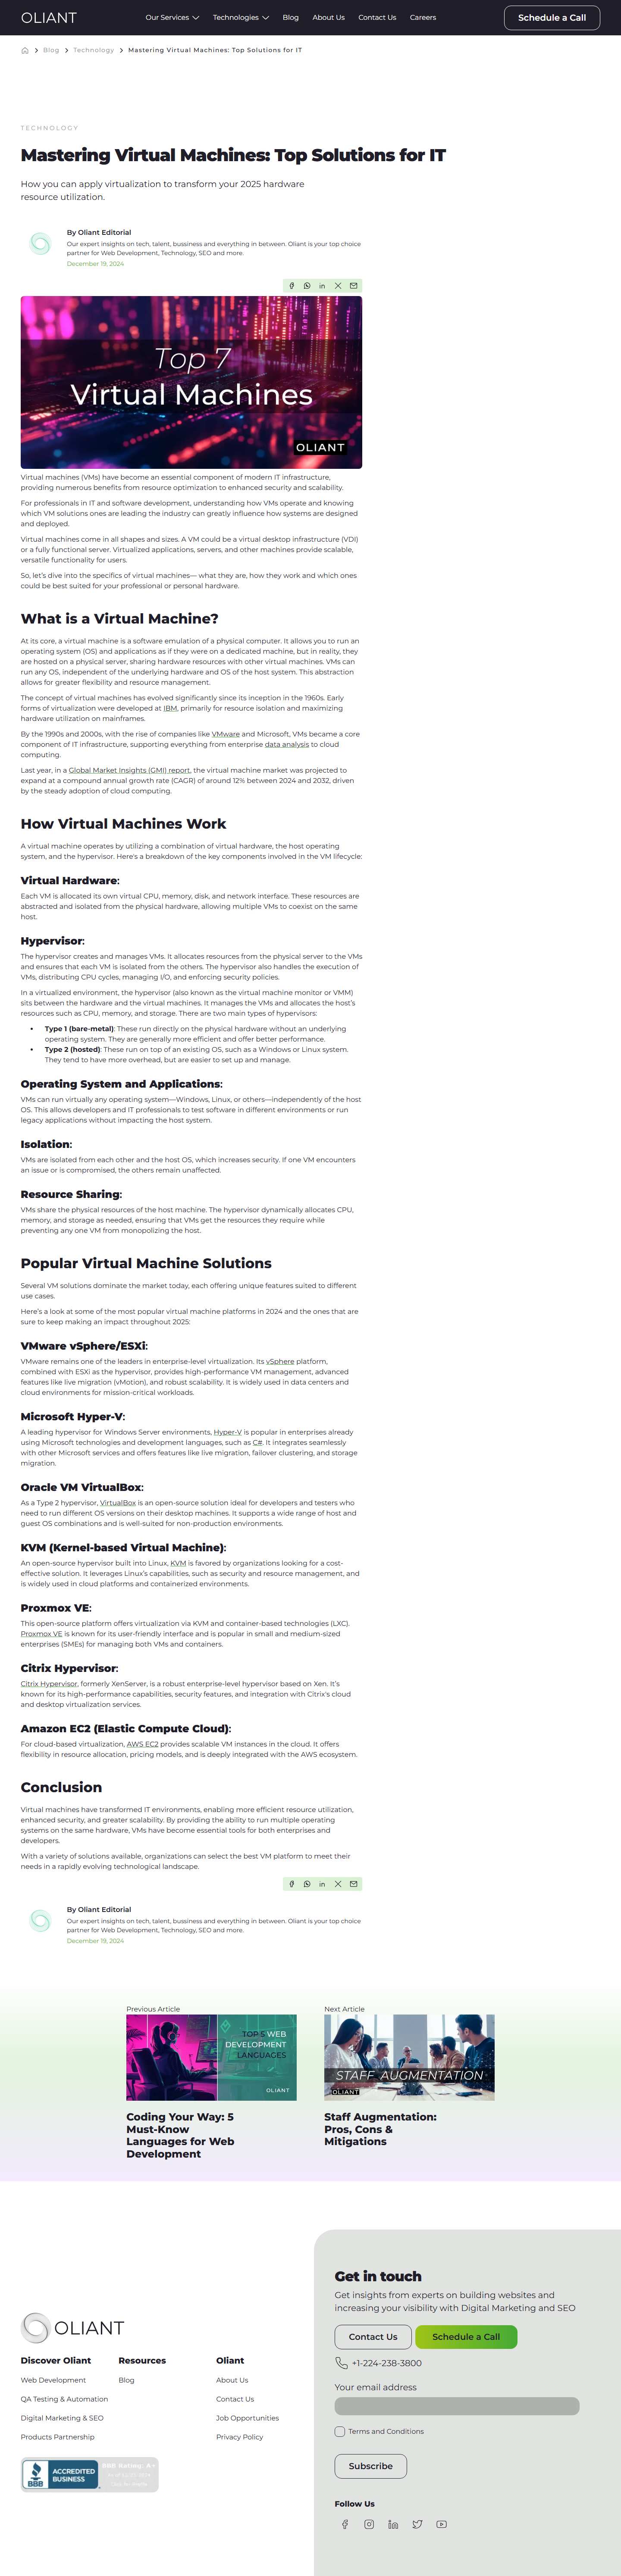 OLIANT
Our Services
Technologies
Blog
About Us
Contact Us
Careers
Schedule a Call
Blog
Technology
Mastering Virtual Machines: Top Solutions for IT
TECHNOLOGY
Mastering Virtual Machines: Top Solutions for IT
How you can apply virtualization to transform your 2025 hardware
resource utilization.
By Oliant Editorial
Our expert insights on tech, talent, bussiness and everything in between. Oliant is your top choice
partner for Web Development, Technology, SEO and more.
December 19, 2024
Top 7
Virtual Machines
OLIANT
Virtual machines (VMs) have become an essential component of modern IT infrastructure,
providing numerous benefits from resource optimization to enhanced security and scalability.
For professionals in IT and software development, understanding how VMs operate and knowing
which VM solutions ones are leading the industry can greatly influence how systems are designed
and deployed.
Virtual machines come in all shapes and sizes. A VM could be a virtual desktop infrastructure (VDI)
or a fully functional server. Virtualized applications, servers, and other machines provide scalable,
versatile functionality for users.
So, let's dive into the specifics of virtual machines— what they are, how they work and which ones
could be best suited for your professional or personal hardware.
What is a Virtual Machine?
At its core, a virtual machine is a software emulation of a physical computer. It allows you to run an
operating system (OS) and applications as if they were on a dedicated machine, but in reality, they
are hosted on a physical server, sharing hardware resources with other virtual machines. VMs can
run any OS, independent of the underlying hardware and OS of the host system. This abstraction
allows for greater flexibility and resource management.
The concept of virtual machines has evolved significantly since its inception in the 1960s. Early
forms of virtualization were developed at IBM, primarily for resource isolation and maximizing
hardware utilization on mainframes.
By the 1990s and 2000s, with the rise of companies like VMware and Microsoft, VMs became a core
component of IT infrastructure, supporting everything from enterprise data analysis to cloud
computing.
Last year, in a Global Market Insights (GMI) report, the virtual machine market was projected to
expand at a compound annual growth rate (CAGR) of around 12% between 2024 and 2032, driven
by the steady adoption of cloud computing.
How Virtual Machines Work
A virtual machine operates by utilizing a combination of virtual hardware, the host operating
system, and the hypervisor. Here's a breakdown of the key components involved in the VM lifecycle:
Virtual Hardware:
Each VM is allocated its own virtual CPU, memory, disk, and network interface. These resources are
abstracted and isolated from the physical hardware, allowing multiple VMs to coexist on the same
host.
Hypervisor:
The hypervisor creates and manages VMs. It allocates resources from the physical server to the VMs
and ensures that each VM is isolated from the others. The hypervisor also handles the execution of
VMs, distributing CPU cycles, managing I/O, and enforcing security policies.
In a virtualized environment, the hypervisor (also known as the virtual machine monitor or VMM)
sits between the hardware and the virtual machines. It manages the VMs and allocates the host's
resources such as CPU, memory, and storage. There are two main types of hypervisors:
• Type 1 (bare-metal): These run directly on the physical hardware without an underlying
operating system. They are generally more efficient and offer better performance.
• Type 2 (hosted): These run on top of an existing OS, such as a Windows or Linux system.
They tend to have more overhead, but are easier to set up and manage.
Operating System and Applications:
VMs can run virtually any operating system—Windows, Linux, or others—independently of the host
OS. This allows developers and IT professionals to test software in different environments or run
legacy applications without impacting the host system.
Isolation:
VMs are isolated from each other and the host OS, which increases security. If one VM encounters
an issue or is compromised, the others remain unaffected.
Resource Sharing:
VMs share the physical resources of the host machine. The hypervisor dynamically allocates CPU,
memory, and storage as needed, ensuring that VMs get the resources they require while
preventing any one VM from monopolizing the host.
Popular Virtual Machine Solutions
Several VM solutions dominate the market today, each offering unique features suited to different
use cases.
Here's a look at some of the most popular virtual machine platforms in 2024 and the ones that are
sure to keep making an impact throughout 2025:
VMware vSphere/ESXi:
VMware remains one of the leaders in enterprise-level virtualization. Its vSphere platform,
combined with ESXi as the hypervisor, provides high-performance VM management, advanced
features like live migration (vMotion), and robust scalability. It is widely used in data centers and
cloud environments for mission-critical workloads.
Microsoft Hyper-V:
A leading hypervisor for Windows Server environments, Hyper-V is popular in enterprises already
using Microsoft technologies and development languages, such as C#. It integrates seamlessly
with other Microsoft services and offers features like live migration, failover clustering, and storage
migration.
Oracle VM VirtualBox:
As a Type 2 hypervisor, VirtualBox is an open-source solution ideal for developers and testers who
need to run different OS versions on their desktop machines. It supports a wide range of host and
guest OS combinations and is well-suited for non-production environments.
KVM (Kernel-based Virtual Machine):
An open-source hypervisor built into Linux, KVM is favored by organizations looking for a cost-
effective solution. It leverages Linux's capabilities, such as security and resource management, and
is widely used in cloud platforms and containerized environments.
Proxmox VE:
This open-source platform offers virtualization via KVM and container-based technologies (LXC).
Proxmox VE is known for its user-friendly interface and is popular in small and medium-sized
enterprises (SMEs) for managing both VMs and containers.
Citrix Hypervisor:
Citrix Hypervisor, formerly XenServer, is a robust enterprise-level hypervisor based on Xen. It's
known for its high-performance capabilities, security features, and integration with Citrix's cloud
and desktop virtualization services.
Amazon EC2 (Elastic Compute Cloud):
For cloud-based virtualization, AWS EC2 provides scalable VM instances in the cloud. It offers
flexibility in resource allocation, pricing models, and is deeply integrated with the AWS ecosystem.
Conclusion
Virtual machines have transformed IT environments, enabling more efficient resource utilization,
enhanced security, and greater scalability. By providing the ability to run multiple operating
systems on the same hardware, VMs have become essential tools for both enterprises and
developers.
With a variety of solutions available, organizations can select the best VM platform to meet their
needs in a rapidly evolving technological landscape.
By Oliant Editorial
Our expert insights on tech, talent, bussiness and everything in between. Oliant is your top choice
partner for Web Development, Technology, SEO and more.
December 19, 2024
Previous Article
TOP 5 WEB
DEVELOPMENT
LANGUAGES
OLIANT
Coding Your Way: 5
Must-Know
Languages for Web
Development
Next Article
STAFF AUGMENTATION
OLIANT
Staff Augmentation:
Pros, Cons &
Mitigations
OLIANT
Discover Oliant
Web Development
QA Testing & Automation
Digital Marketing & SEO
Products Partnership
Resources
Blog
Oliant
About Us
Contact Us
Job Opportunities
Privacy Policy
BBB
ACCREDITED
BUSINESS
BBB Rating: A+
Get in touch
Get insights from experts on building websites and
increasing your visibility with Digital Marketing and SEO
Contact Us
Schedule a Call
+1-224-238-3800
Your email address
Terms and Conditions
Subscribe
Follow Us